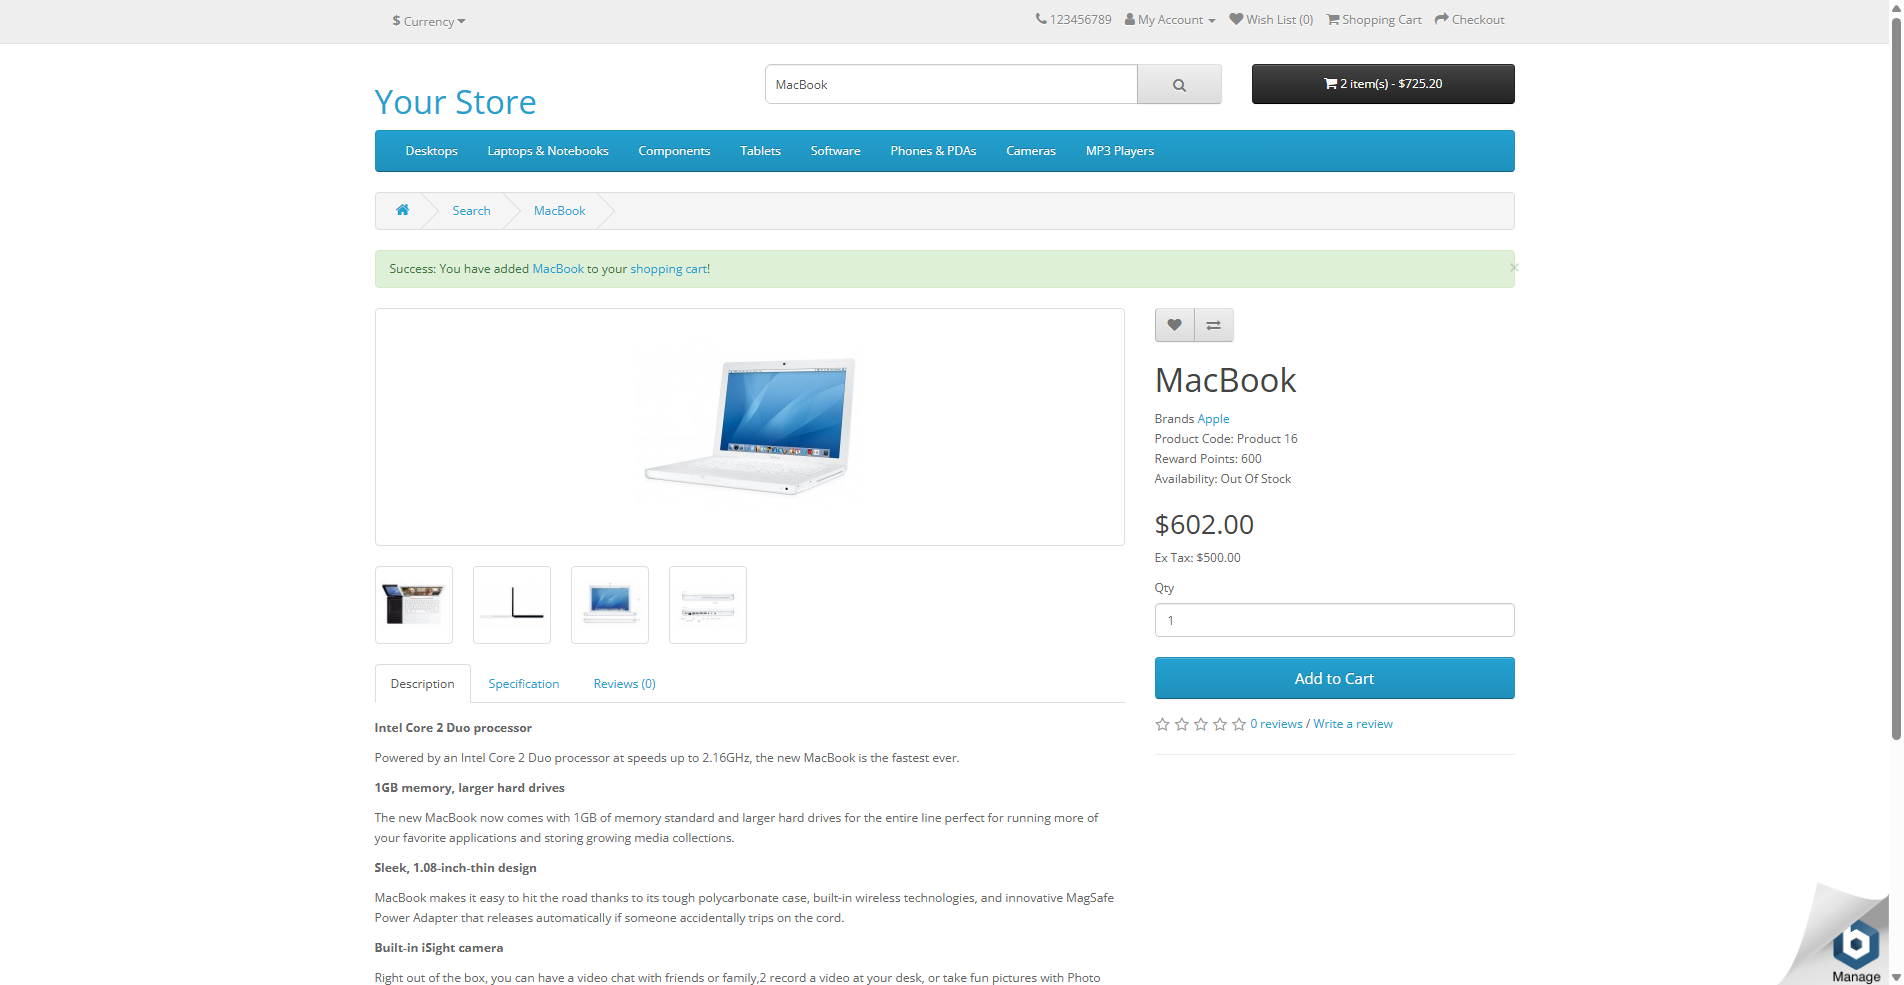 $ Currency
123456789 My Account Wish List (0) Shopping Cart Checkout
Your Store
MacBook
2 item(s) - $725.20
Desktops Laptops & Notebooks Components Tablets Software Phones & PDAs Cameras MP3 Players
Search MacBook
Success: You have added MacBook to your shopping cart!
×
MacBook
Brands Apple
Product Code: Product 16
Reward Points: 600
Availability: Out Of Stock
$602.00
Ex Tax: $500.00
Qty
1
Add to Cart
0 reviews / Write a review
Description Specification Reviews (0)
Intel Core 2 Duo processor
Powered by an Intel Core 2 Duo processor at speeds up to 2.16GHz, the new MacBook is the fastest ever.
1GB memory, larger hard drives
The new MacBook now comes with 1GB of memory standard and larger hard drives for the entire line perfect for running more of
your favorite applications and storing growing media collections.
Sleek, 1.08-inch-thin design
MacBook makes it easy to hit the road thanks to its tough polycarbonate case, built-in wireless technologies, and innovative MagSafe
Power Adapter that releases automatically if someone accidentally trips on the cord.
Built-in iSight camera
Right out of the box, you can have a video chat with friends or family,2 record a video at your desk, or take fun pictures with Photo
b
Manage